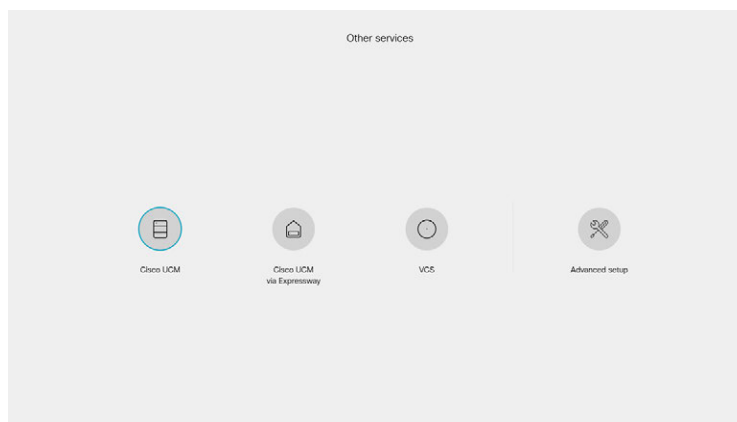 Other services
Cisco UCM
Cisco UCM
via Expressway
VCS
Advanced setup